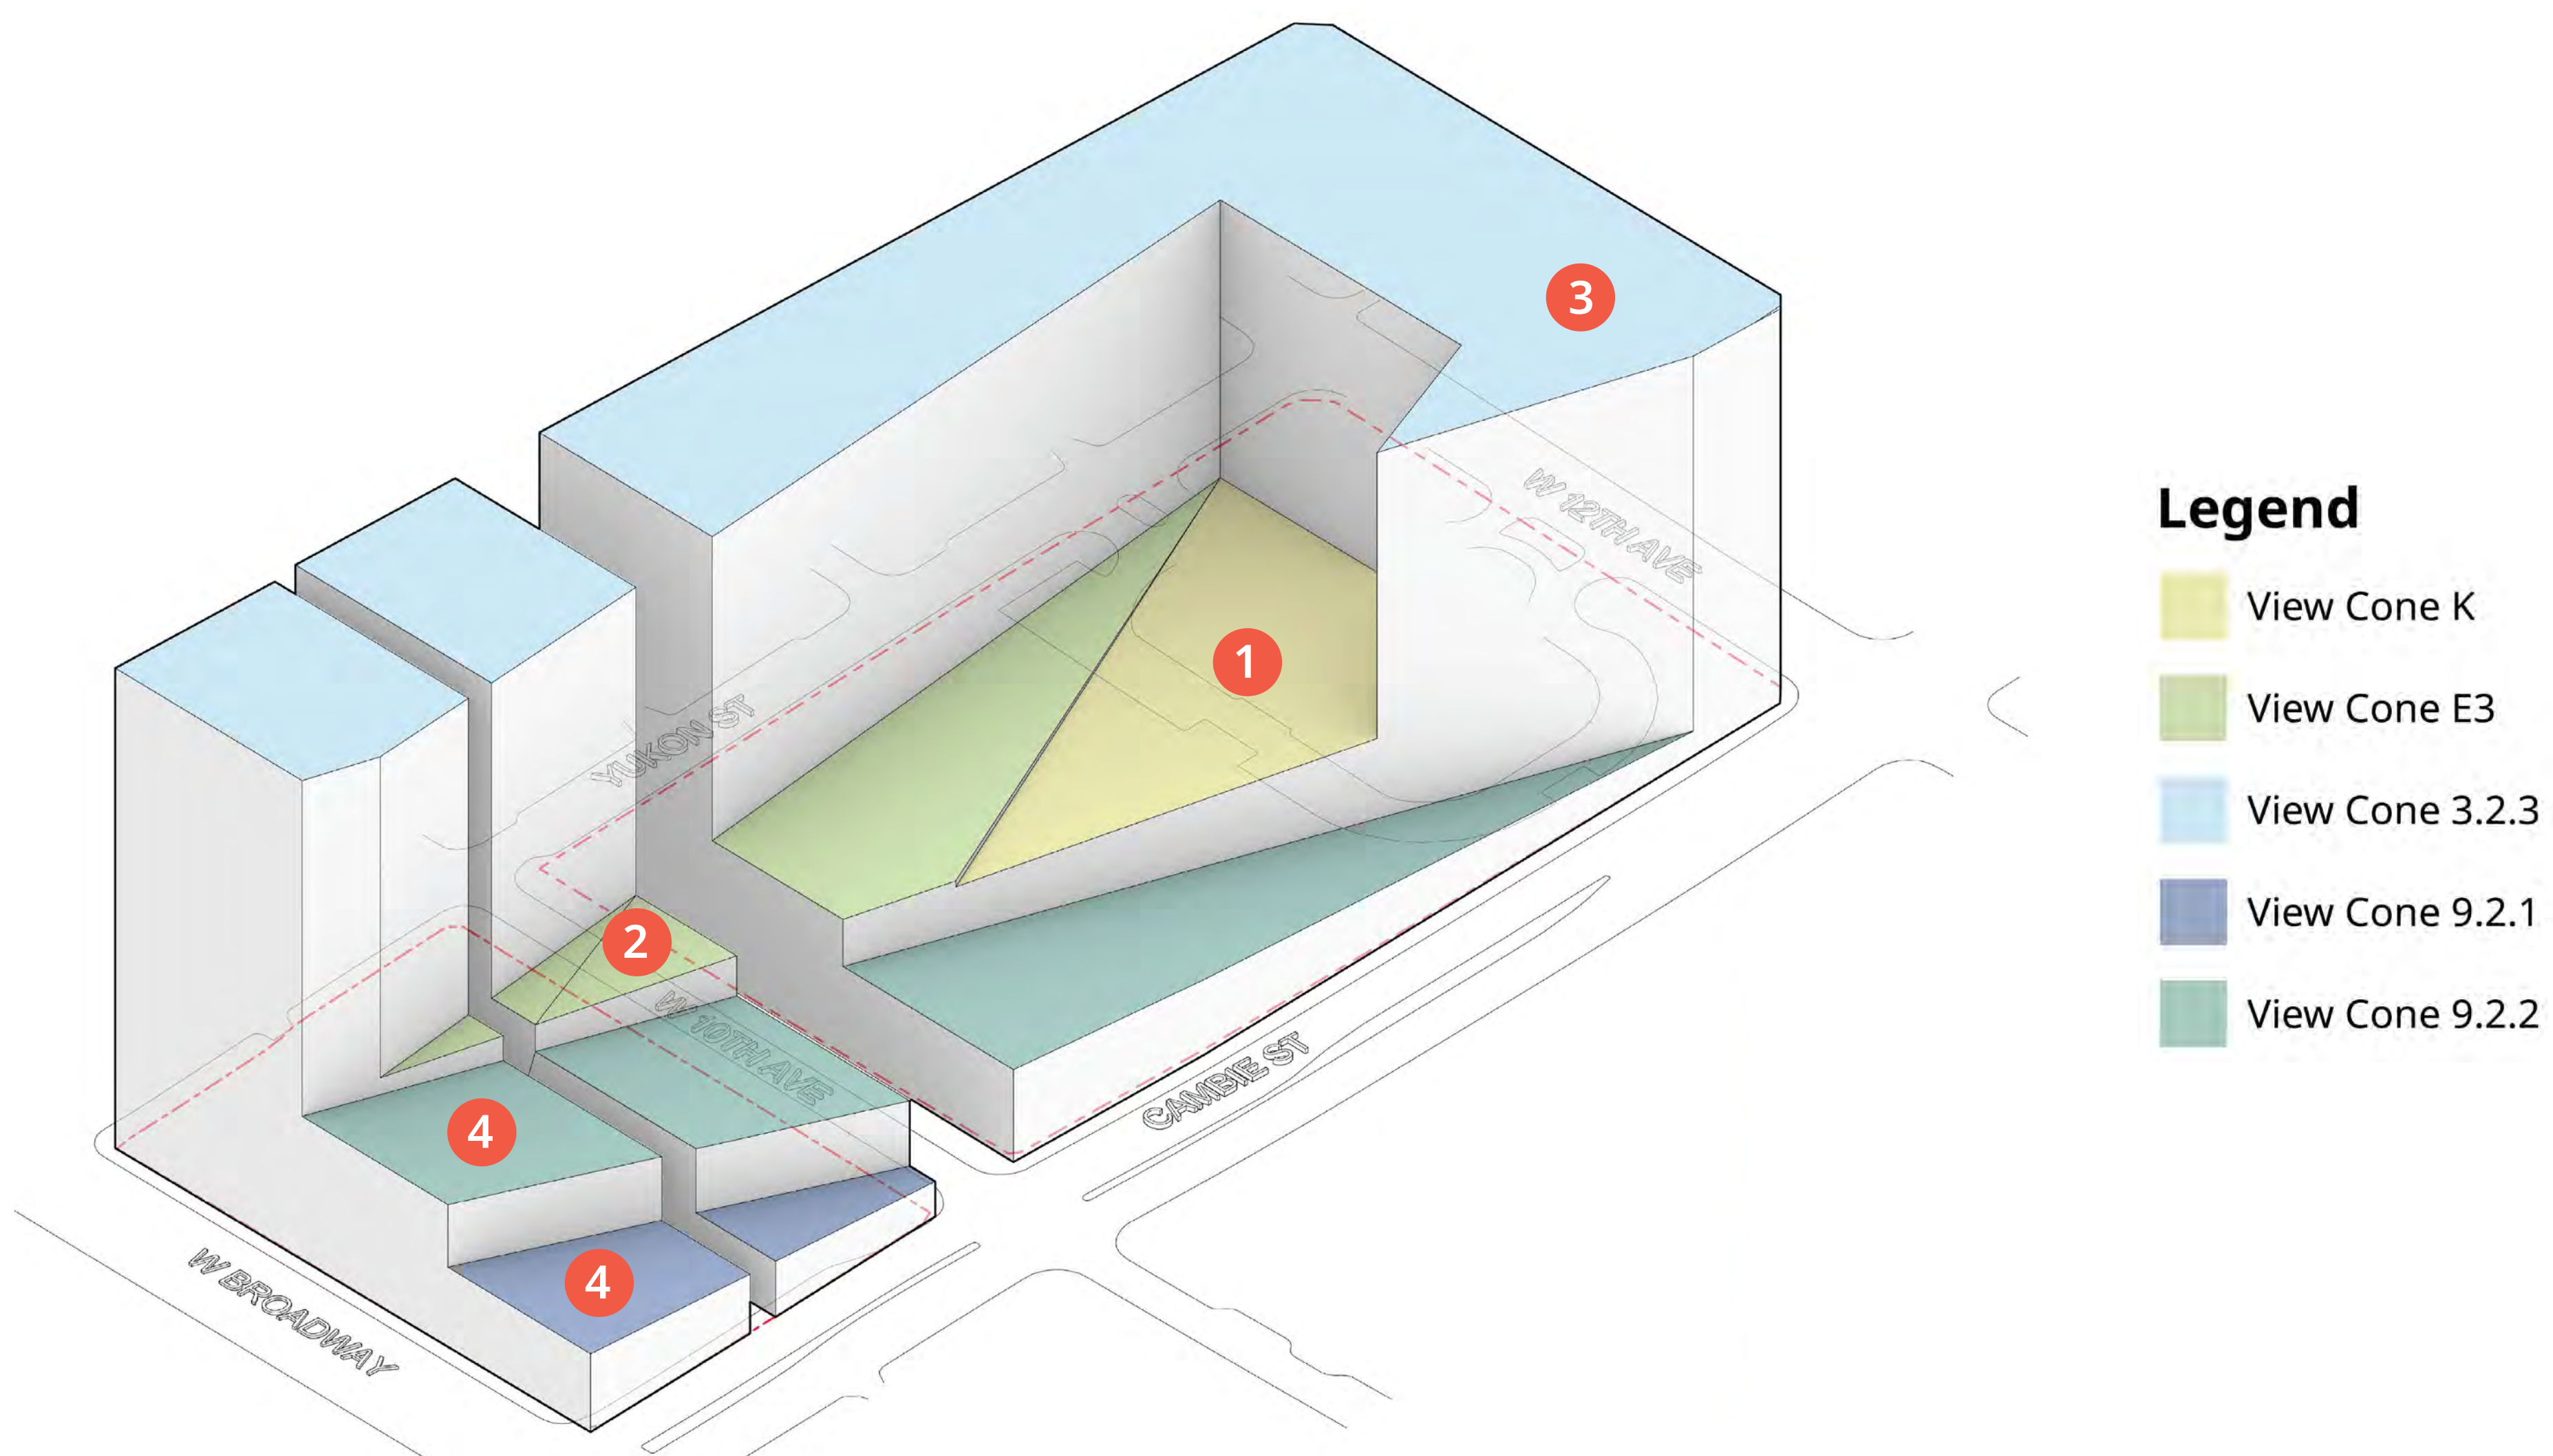 3
W 12TH AVE
1
YUKON ST
2
W 10TH AVE
4
CAMBIE ST
4
W BROADWAY
Legend
View Cone K
View Cone E3
View Cone 3.2.3
View Cone 9.2.1
View Cone 9.2.2